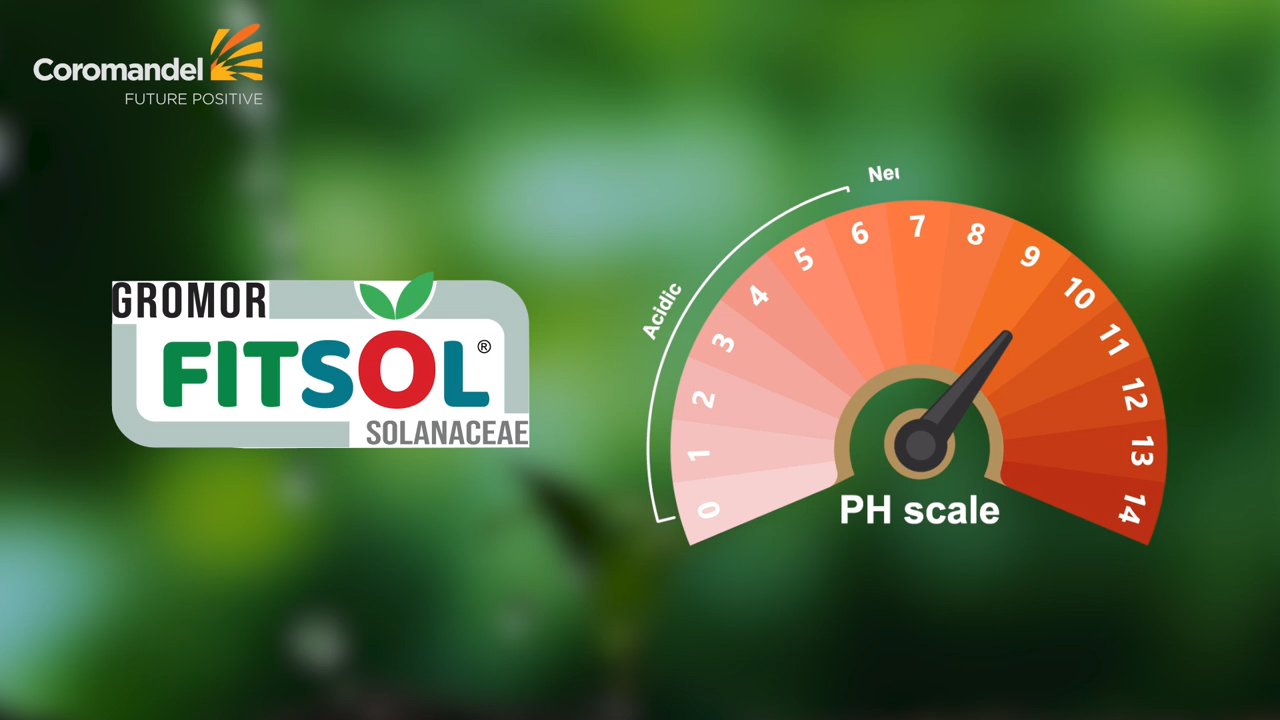 Coromandel
FUTURE POSITIVE
GROMOR
FITSOL®
SOLANACEAE
Acidic
0
1
2
3
4
5
6
7
8
9
10
11
12
13
14
PH scale